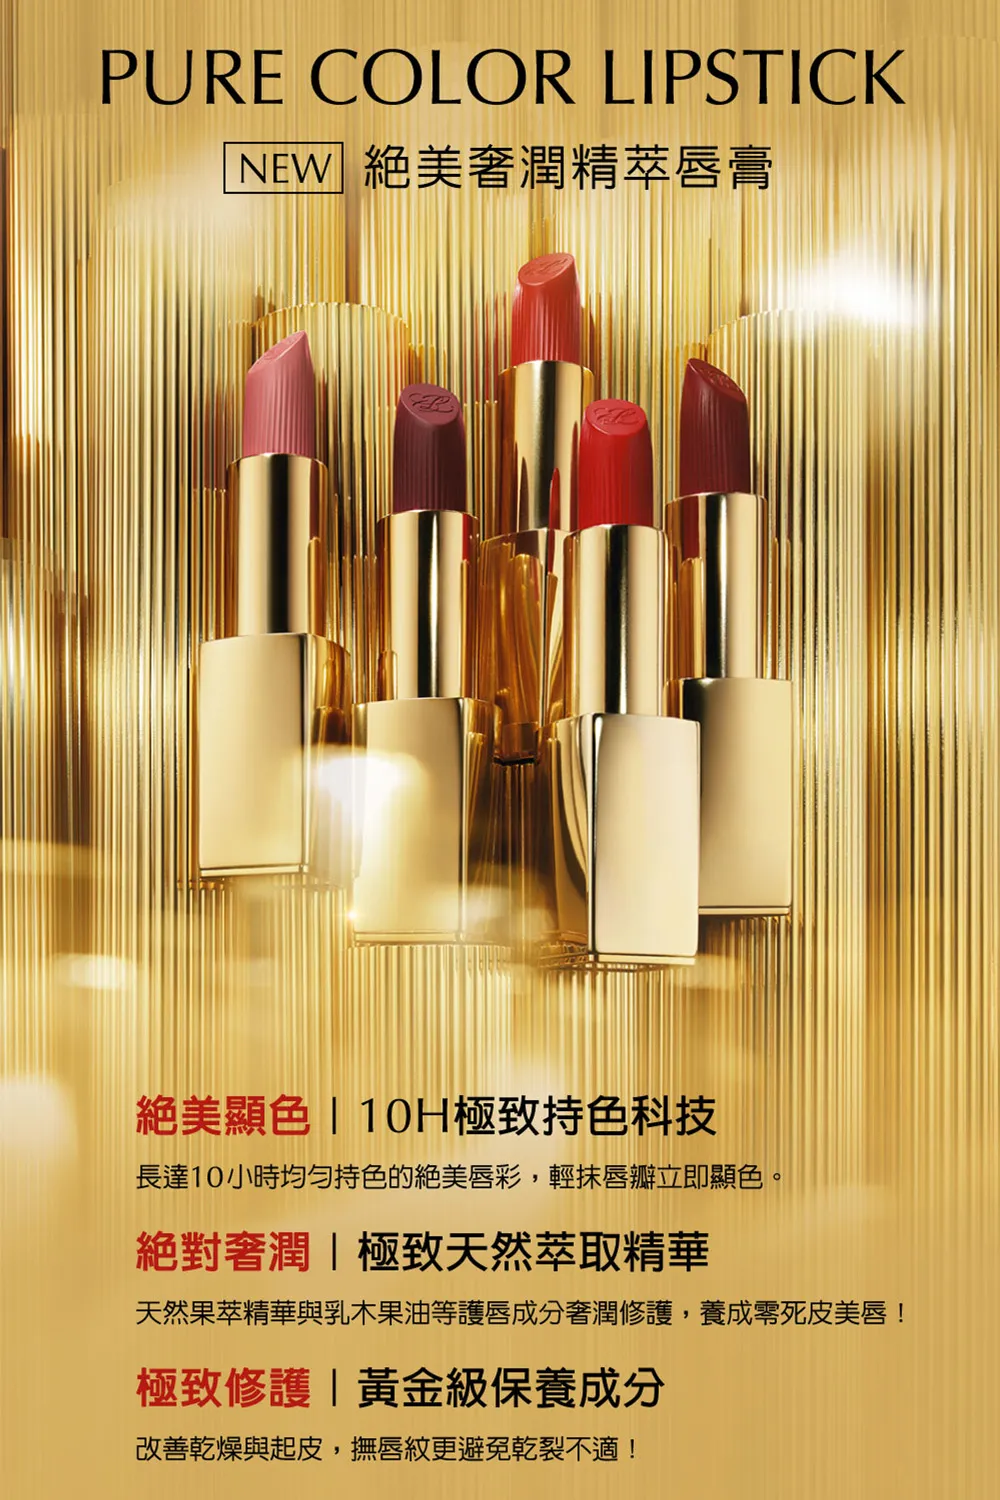 PURE COLOR LIPSTICK
NEW 絕美奢潤精萃唇膏
絕美顯色 | 10H極致持色科技
長達10小時均勻持色的絕美唇彩，輕抹唇瓣立即顯色。
絕對奢潤 | 極致天然萃取精華
天然果萃精華與乳木果油等護唇成分奢潤修護，養成零死皮美唇！
極致修護 | 黃金級保養成分
改善乾燥與起皮，撫唇紋更避免乾裂不適！